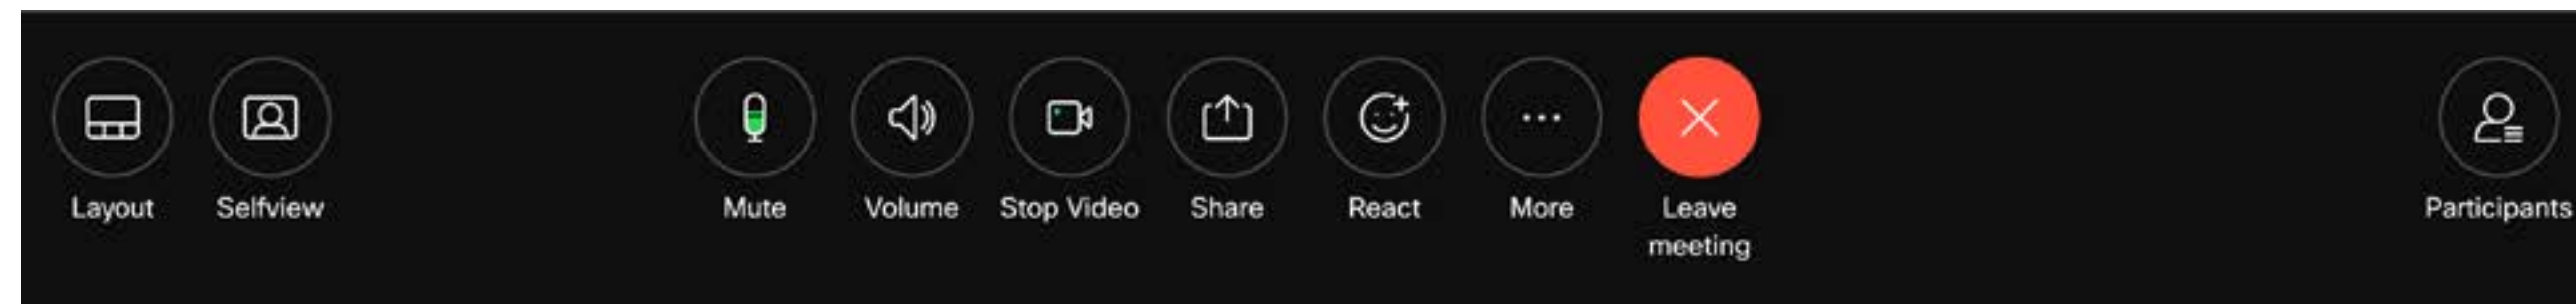 Layout
Selfview
Mute
Volume
Stop Video
Share
React
More
Leave
meeting
Participants